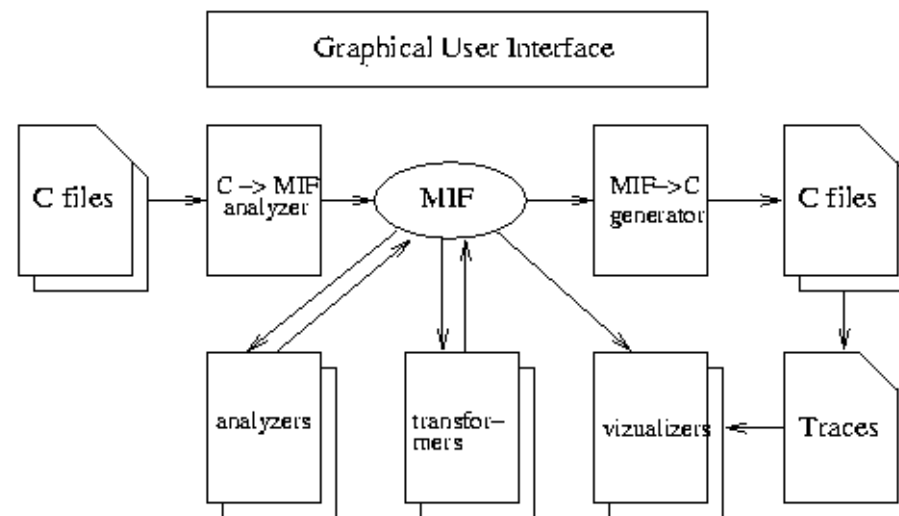 Graphical User Interface
C files
C -> MIF
analyzer
MIF
MIF->C
generator
C files
analyzers
transfor-
mers
vizualizers
Traces